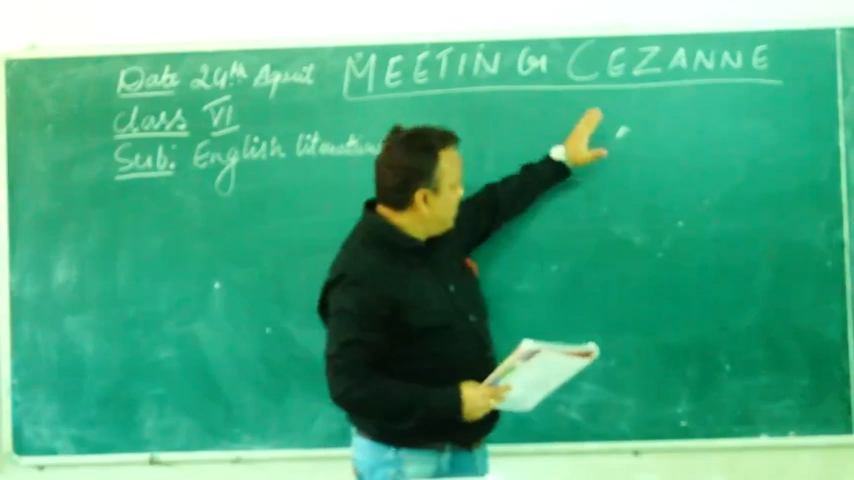 Date 24th April
MEETING CEZANNE
Class VI
Sub: English literature